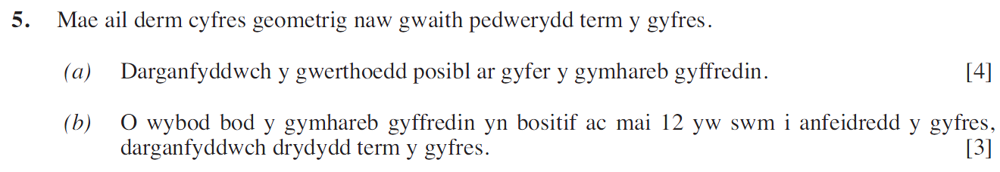 5. Mae ail derm cyfres geometrig naw gwaith pedwerydd term y gyfres.
(a) Darganfyddwch y gwerthoedd posibl ar gyfer y gymhareb gyffredin. [4]
(b) O wybod bod y gymhareb gyffredin yn bositif ac mai 12 yw swm i anfeidredd y gyfres,
darganfyddwch drydydd term y gyfres. [3]